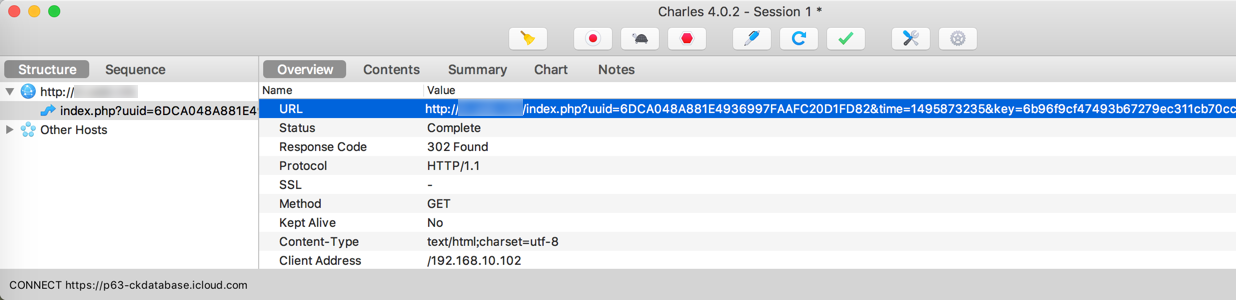 Charles 4.0.2 - Session 1 *
Structure Sequence
Overview Contents Summary Chart Notes
http://
index.php?uuid=6DCA048A881E4
Other Hosts
Name Value
URL http:// /index.php?uuid=6DCA048A881E4936997FAAFC20D1FD82&time=1495873235&key=6b96f9cf47493b67279ec311cb70cc
Status Complete
Response Code 302 Found
Protocol HTTP/1.1
SSL -
Method GET
Kept Alive No
Content-Type text/html;charset=utf-8
Client Address /192.168.10.102
CONNECT https://p63-ckdatabase.icloud.com